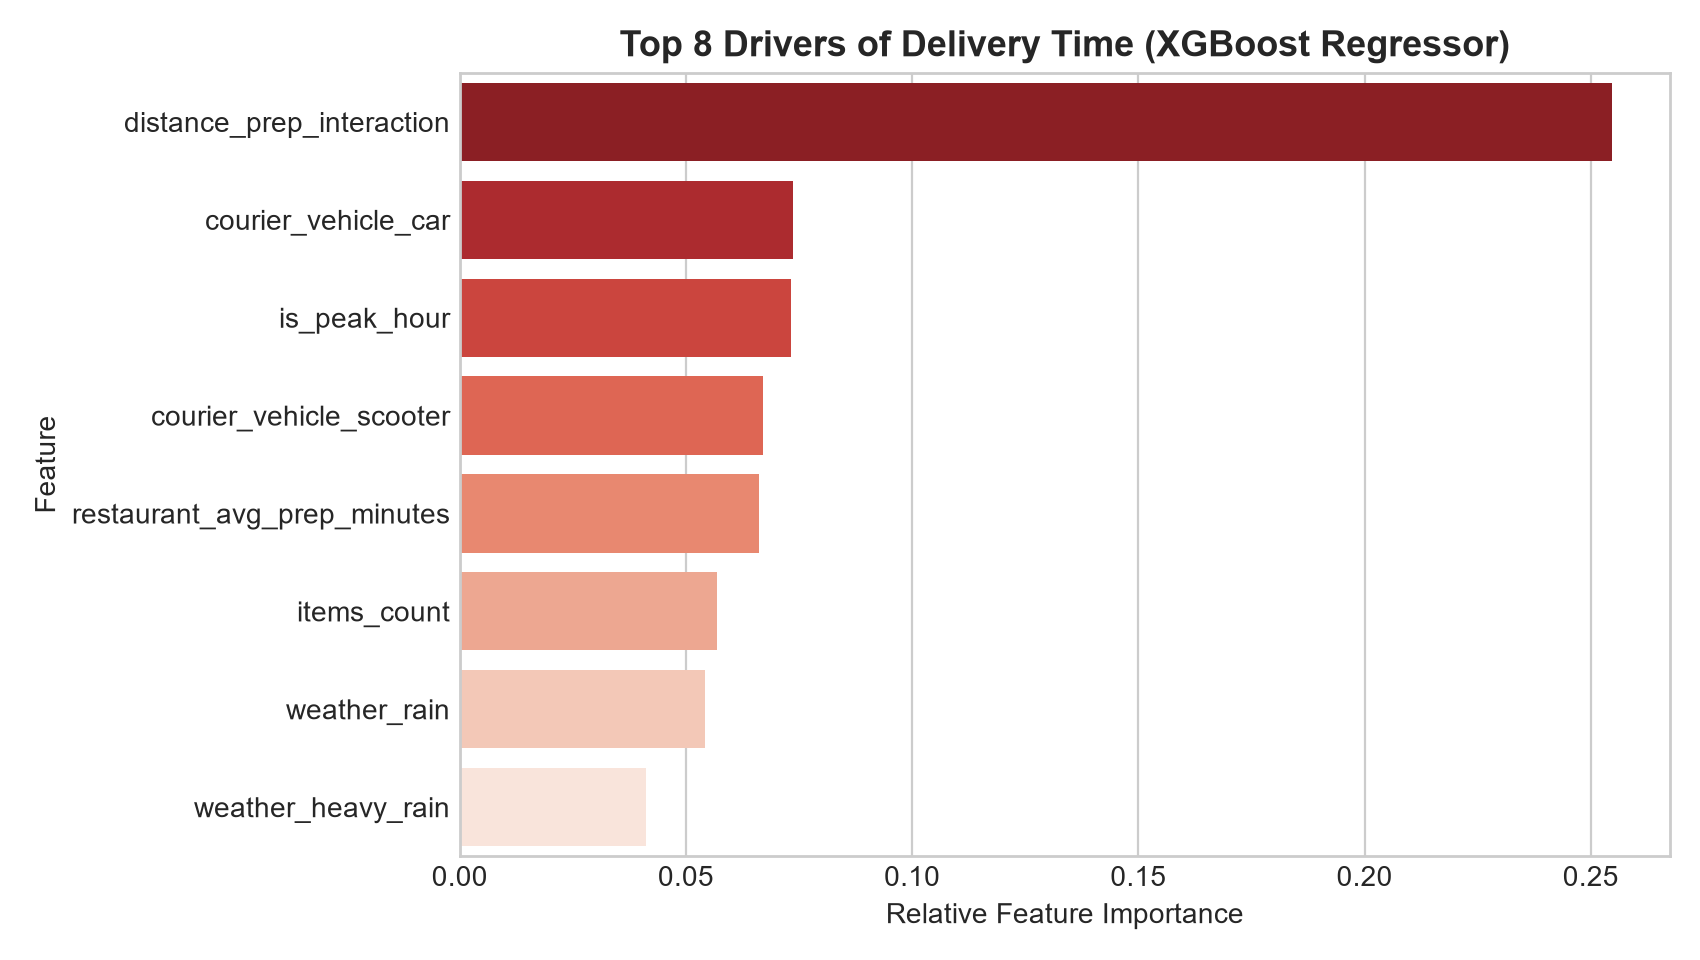 Top 8 Drivers of Delivery Time (XGBoost Regressor)
Feature
distance_prep_interaction
courier_vehicle_car
is_peak_hour
courier_vehicle_scooter
restaurant_avg_prep_minutes
items_count
weather_rain
weather_heavy_rain
0.00 0.05 0.10 0.15 0.20 0.25
Relative Feature Importance